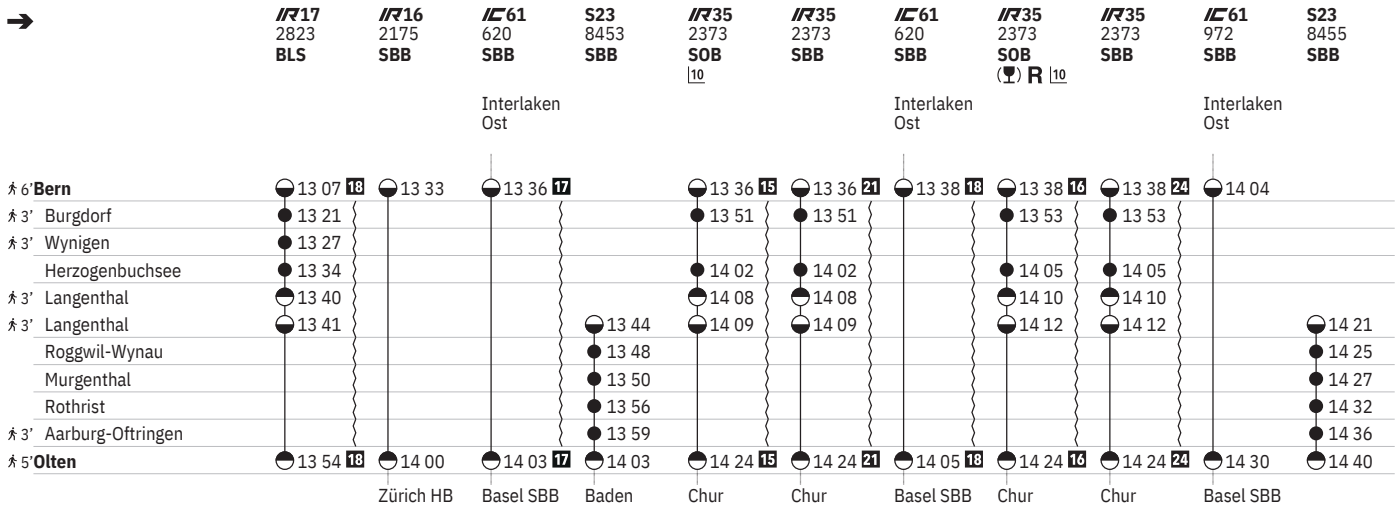 IR17 IR16 IC61 S23 IR35 IR35 IC61 IR35 IR35 IC61 S23
2823 2175 620 8453 2373 2373 620 2373 2373 972 8455
BLS SBB SBB SBB SOB SBB SBB SOB SBB SBB SBB
10 R 10
Interlaken Interlaken Interlaken
Ost Ost Ost
6' Bern 13 07 18 13 33 13 36 17 13 36 15 13 36 21 13 38 18 13 38 16 13 38 24 14 04
3' Burgdorf 13 21 13 51 13 51 13 53 13 53
3' Wynigen 13 27
Herzogenbuchsee 13 34 14 02 14 02 14 05 14 05
3' Langenthal 13 40 14 08 14 08 14 10 14 10
3' Langenthal 13 41 13 44 14 09 14 09 14 12 14 12 14 21
Roggwil-Wynau 13 48 14 25
Murgenthal 13 50 14 27
Rothrist 13 56 14 32
3' Aarburg-Oftringen 13 59 14 36
5' Olten 13 54 18 14 00 14 03 17 14 03 14 24 15 14 24 21 14 05 18 14 24 16 14 24 24 14 30 14 40
Zürich HB Basel SBB Baden Chur Chur Basel SBB Chur Chur Basel SBB